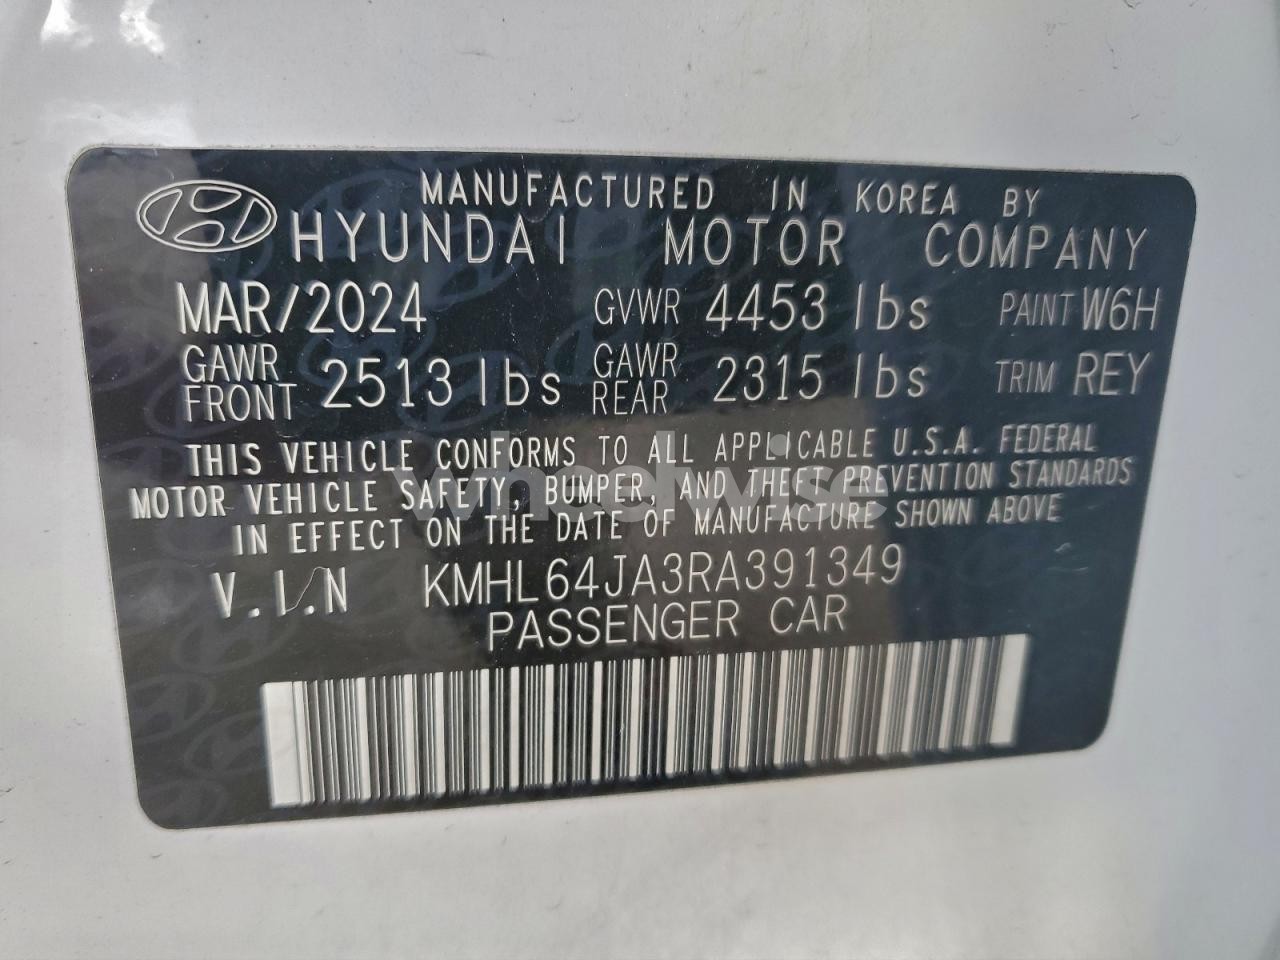 MANUFACTURED IN KOREA BY
HYUNDAI MOTOR COMPANY
MAR/2024 GVWR 4453 lbs PAINT W6H
GAWR FRONT 2513 lbs GAWR REAR 2315 lbs TRIM REY
THIS VEHICLE CONFORMS TO ALL APPLICABLE U.S.A. FEDERAL
MOTOR VEHICLE SAFETY, BUMPER, AND THEFT PREVENTION STANDARDS
IN EFFECT ON THE DATE OF MANUFACTURE SHOWN ABOVE
V.I.N KMHL64JA3RA391349
PASSENGER CAR
wheelwise